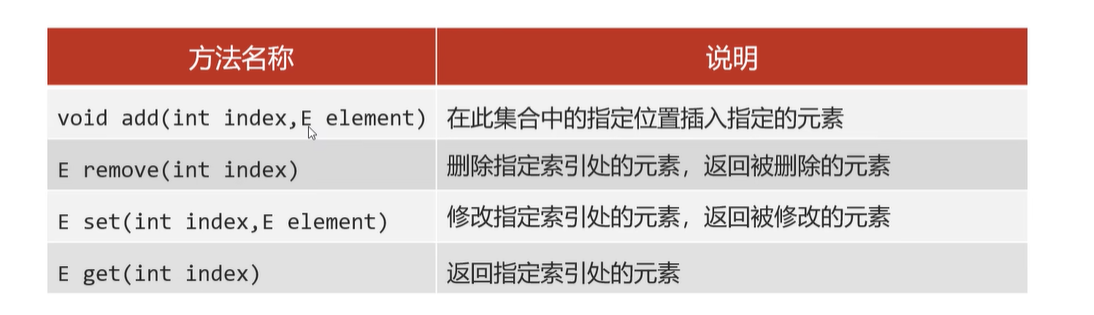 方法名称 说明
void add(int index,E element) 在此集合中的指定位置插入指定的元素
E remove(int index) 删除指定索引处的元素，返回被删除的元素
E set(int index,E element) 修改指定索引处的元素，返回被修改的元素
E get(int index) 返回指定索引处的元素